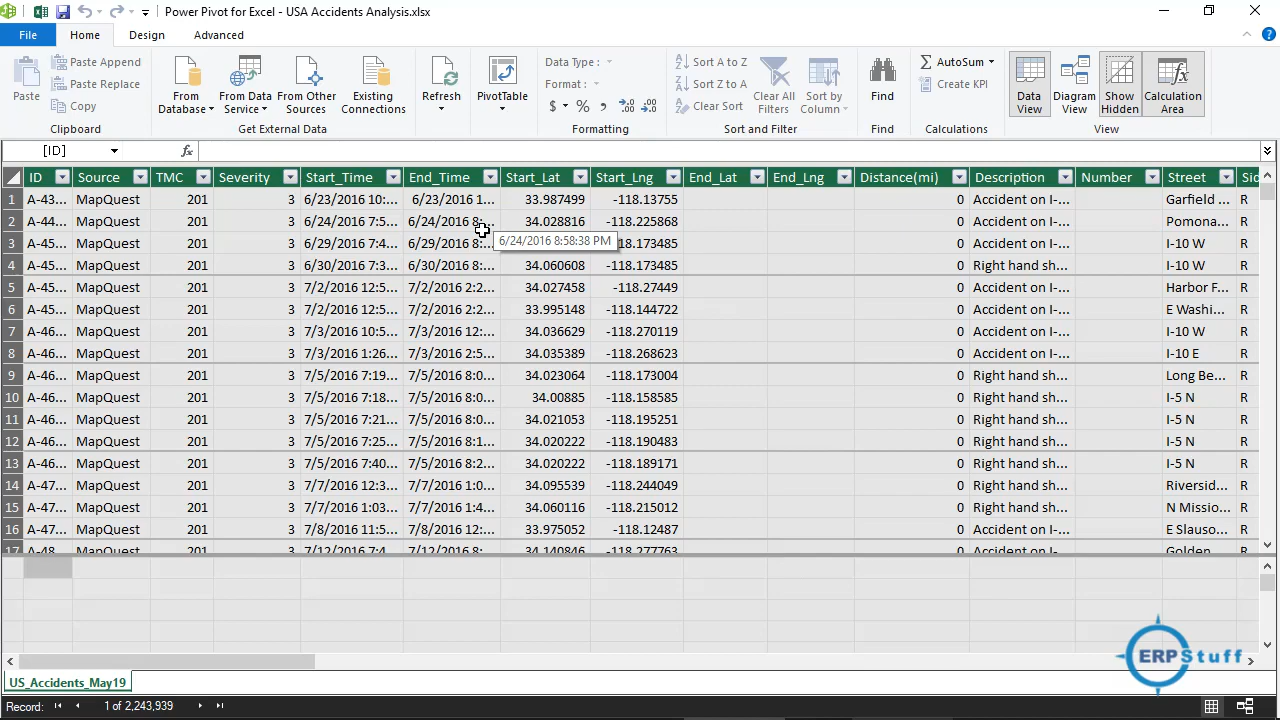 Power Pivot for Excel - USA Accidents Analysis.xlsx
File Home Design Advanced
Paste Paste Append Paste Replace Copy
Clipboard
From Database From Data Service From Other Sources Existing Connections
Get External Data
Refresh
PivotTable
Data Type : Format : $ % ,
Formatting
Sort A to Z Sort Z to A Clear Sort Clear All Filters Sort by Column
Sort and Filter
Find
Find
AutoSum Create KPI
Calculations
Data View Diagram View Show Hidden Calculation Area
View
[ID] fx
ID Source TMC Severity Start_Time End_Time Start_Lat Start_Lng End_Lat End_Lng Distance(mi) Description Number Street Sid
1 A-43... MapQuest 201 3 6/23/2016 10:... 6/23/2016 1... 33.987499 -118.13755 0 Accident on I-... Garfield ... R
2 A-44... MapQuest 201 3 6/24/2016 7:5... 6/24/2016 8:... 34.028816 -118.225868 0 Accident on I-... Pomona... R
6/24/2016 8:58:38 PM
3 A-45... MapQuest 201 3 6/29/2016 7:4... 6/29/2016 8:... .173485 0 Accident on I-... I-10 W R
4 A-45... MapQuest 201 3 6/30/2016 7:3... 6/30/2016 8:... 34.060608 -118.173485 0 Right hand sh... I-10 W R
5 A-45... MapQuest 201 3 7/2/2016 12:5... 7/2/2016 2:2... 34.027458 -118.27449 0 Accident on I-... Harbor F... R
6 A-45... MapQuest 201 3 7/2/2016 12:5... 7/2/2016 2:2... 33.995148 -118.144722 0 Accident on I-... E Washi... R
7 A-46... MapQuest 201 3 7/3/2016 10:5... 7/3/2016 12:... 34.036629 -118.270119 0 Accident on I-... I-10 W R
8 A-46... MapQuest 201 3 7/3/2016 1:26... 7/3/2016 2:5... 34.035389 -118.268623 0 Accident on I-... I-10 E R
9 A-46... MapQuest 201 3 7/5/2016 7:19... 7/5/2016 8:0... 34.023064 -118.173004 0 Right hand sh... Long Be... R
10 A-46... MapQuest 201 3 7/5/2016 7:18... 7/5/2016 8:0... 34.00885 -118.158585 0 Right hand sh... I-5 N R
11 A-46... MapQuest 201 3 7/5/2016 7:21... 7/5/2016 8:0... 34.021053 -118.195251 0 Right hand sh... I-5 N R
12 A-46... MapQuest 201 3 7/5/2016 7:25... 7/5/2016 8:1... 34.020222 -118.190483 0 Right hand sh... I-5 N R
13 A-46... MapQuest 201 3 7/5/2016 7:40... 7/5/2016 8:2... 34.020222 -118.189171 0 Right hand sh... I-5 N R
14 A-47... MapQuest 201 3 7/7/2016 12:3... 7/7/2016 1:0... 34.095539 -118.244049 0 Right hand sh... Riversid... R
15 A-47... MapQuest 201 3 7/7/2016 1:03... 7/7/2016 1:4... 34.060116 -118.215012 0 Right hand sh... N Missio... R
16 A-47... MapQuest 201 3 7/8/2016 11:5... 7/8/2016 12:... 33.975052 -118.12487 0 Accident on I-... E Slauso... R
17 A-48... MapQuest 201 3 7/12/2016 7:4... 7/12/2016 8:... 34.140846 -118.277763 0 Accident on I-... Golden... R
ERPStuff
US_Accidents_May19
Record: 1 of 2,243,939